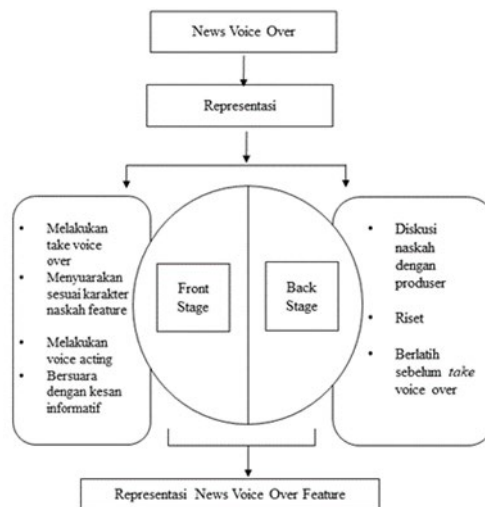 News Voice Over
Representasi
• Melakukan
take voice
over
• Menyuarakan
sesuai karakter
naskah feature
• Melakukan
voice acting
• Bersuara
dengan kesan
informatif
Front
Stage
Back
Stage
• Diskusi
naskah
dengan
produser
• Riset
• Berlatih
sebelum take
voice over
Representasi News Voice Over Feature